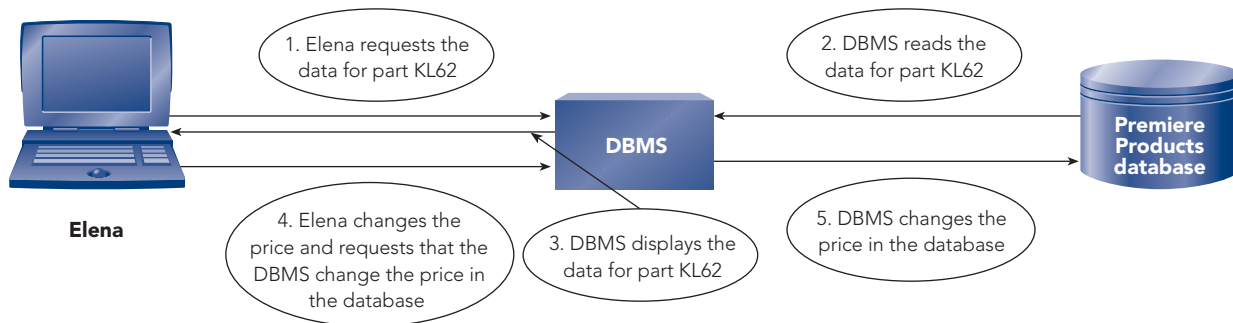 1. Elena requests the
data for part KL62
2. DBMS reads the
data for part KL62
DBMS
Premiere
Products
database
Elena
4. Elena changes the
price and requests that the
DBMS change the price in
the database
3. DBMS displays the
data for part KL62
5. DBMS changes the
price in the database